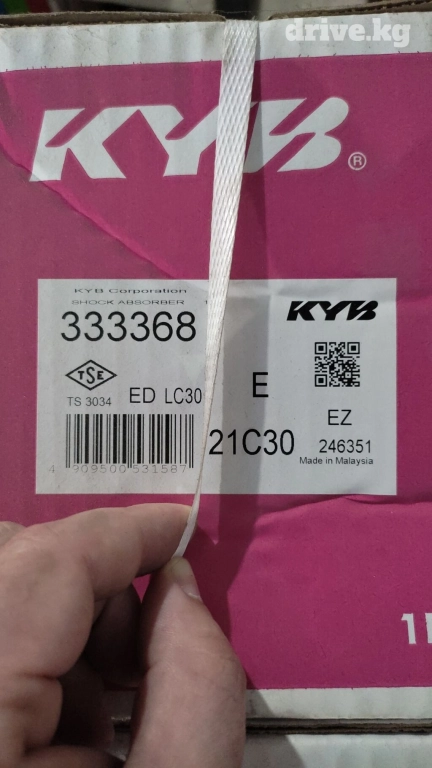 drive.kg
KYB®
KYB Corporation
SHOCK ABSORBER
333368
KYB
TSE
TS 3034
ED LC30
E
EZ
21C30
246351
4 909500 531587
Made in Malaysia